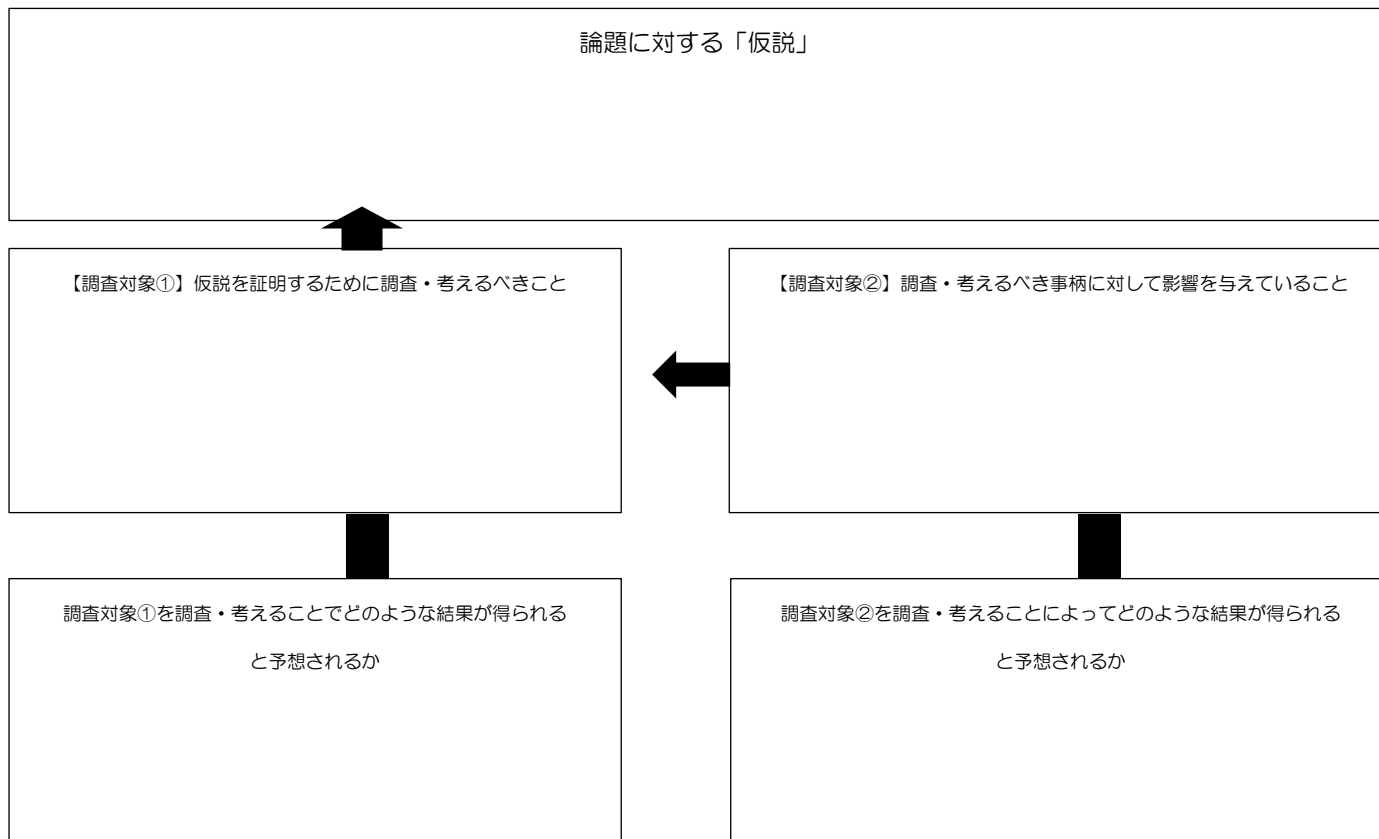 論題に対する「仮説」
【調査対象①】仮説を証明するために調査・考えるべきこと
【調査対象②】調査・考えるべき事柄に対して影響を与えていること
調査対象①を調査・考えることでどのような結果が得られる
と予想されるか
調査対象②を調査・考えることによってどのような結果が得られる
と予想されるか